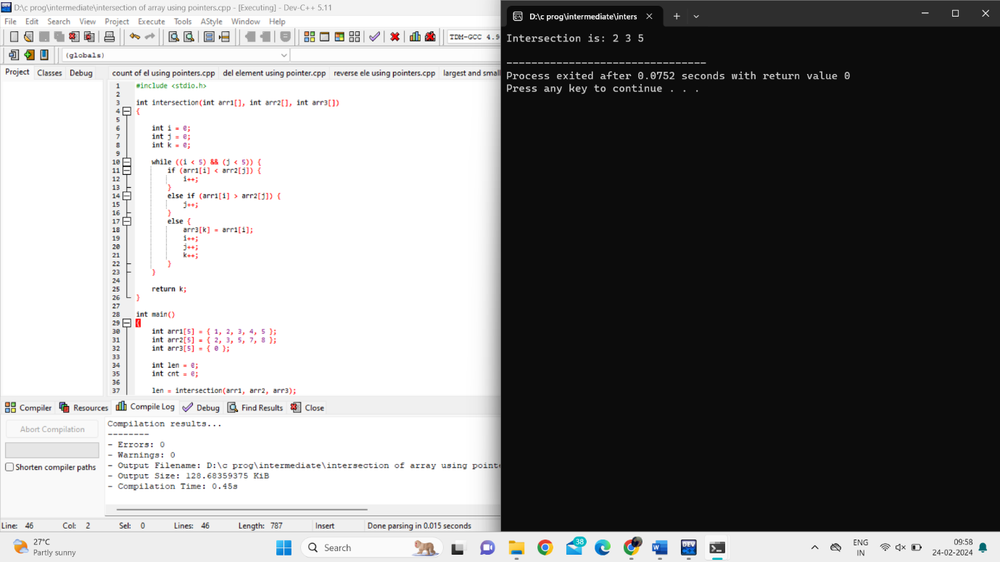 D:\c prog\intermediate\intersection of array using pointers.cpp - [Executing] - Dev-C++ 5.11
File Edit Search View Project Execute Tools AStyle Window Help
TDM-GCC 4.9
(globals)
Project Classes Debug
count of el using pointers.cpp del element using pointer.cpp reverse ele using pointers.cpp largest and small
1 #include <stdio.h>
2
3 int intersection(int arr1[], int arr2[], int arr3[])
4 {
5
6 int i = 0;
7 int j = 0;
8 int k = 0;
9
10 while ((i < 5) && (j < 5)) {
11 if (arr1[i] < arr2[j]) {
12 i++;
13 }
14 else if (arr1[i] > arr2[j]) {
15 j++;
16 }
17 else {
18 arr3[k] = arr1[i];
19 i++;
20 j++;
21 k++;
22 }
23 }
24
25 return k;
26 }
27
28 int main()
29 {
30 int arr1[5] = { 1, 2, 3, 4, 5 };
31 int arr2[5] = { 2, 3, 5, 7, 8 };
32 int arr3[5] = { 0 };
33
34 int len = 0;
35 int cnt = 0;
36
37 len = intersection(arr1, arr2, arr3);
Compiler Resources Compile Log Debug Find Results Close
Abort Compilation
Shorten compiler paths
Compilation results...
--------
- Errors: 0
- Warnings: 0
- Output Filename: D:\c prog\intermediate\intersection of array using pointe
- Output Size: 128.68359375 KiB
- Compilation Time: 0.45s
Line: 46 Col: 2 Sel: 0 Lines: 46 Length: 787 Insert Done parsing in 0.015 seconds
D:\c prog\intermediate\inters
Intersection is: 2 3 5
--------------------------------
Process exited after 0.0752 seconds with return value 0
Press any key to continue . . .
27°C
Partly sunny
Search
38
DEV
ENG
IN
09:58
24-02-2024